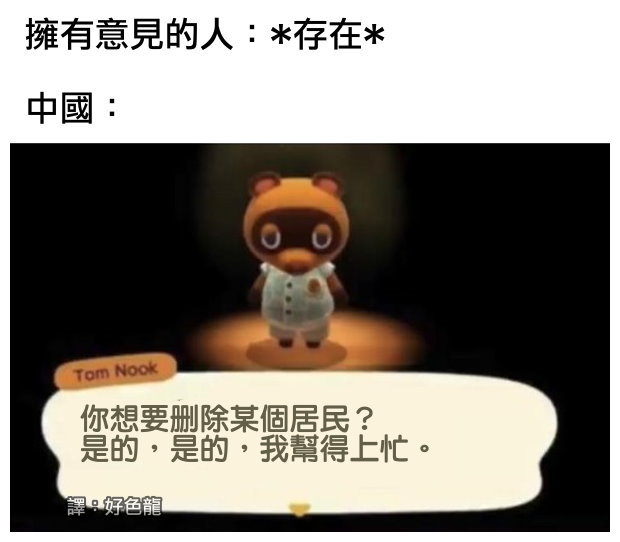 擁有意見的人：*存在*
中國：
Tom Nook
你想要刪除某個居民？
是的，是的，我幫得上忙。
譯：好色龍